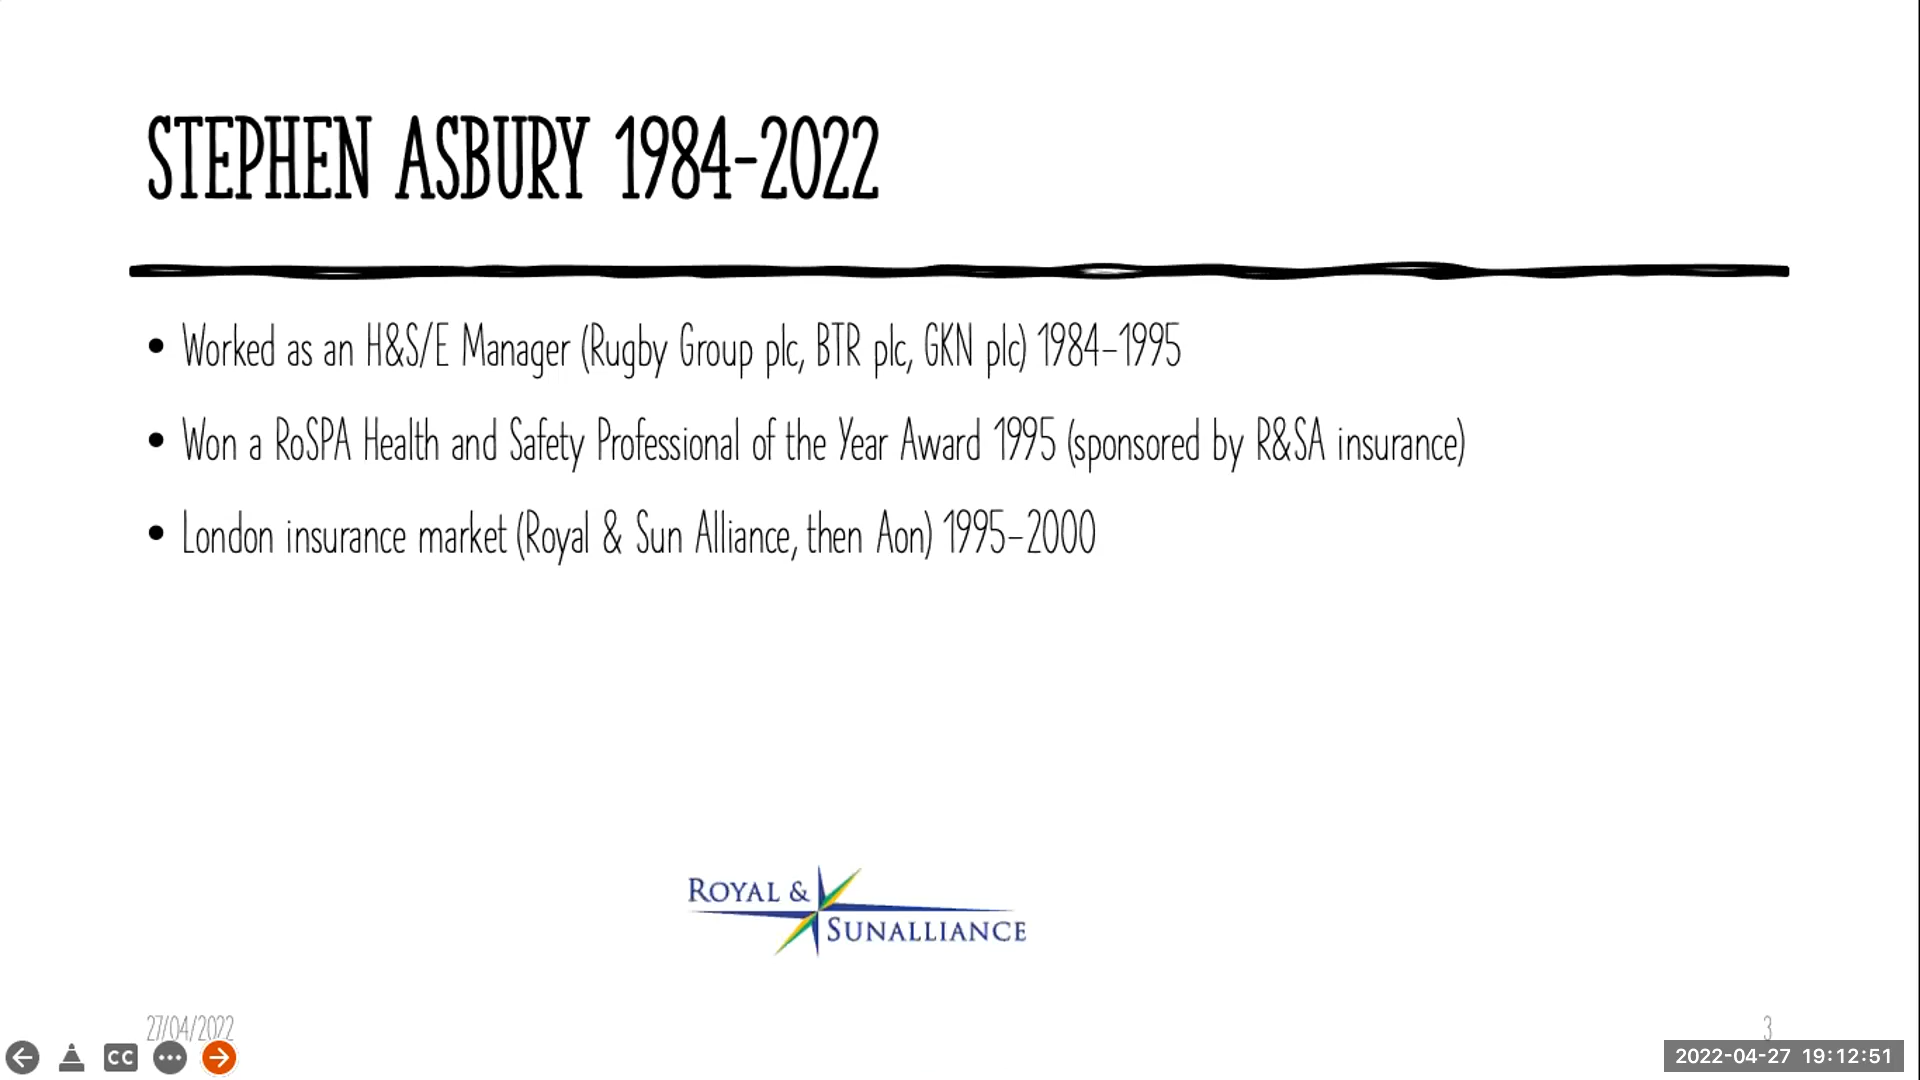 STEPHEN ASBURY 1984-2022
• Worked as an H&S/E Manager (Rugby Group plc, BTR plc, GKN plc) 1984-1995
• Won a RoSPA Health and Safety Professional of the Year Award 1995 (sponsored by R&SA insurance)
• London insurance market (Royal & Sun Alliance, then Aon) 1995-2000
ROYAL &
SUNALLIANCE
27/04/2022
3
CC
2022-04-27 19:12:51